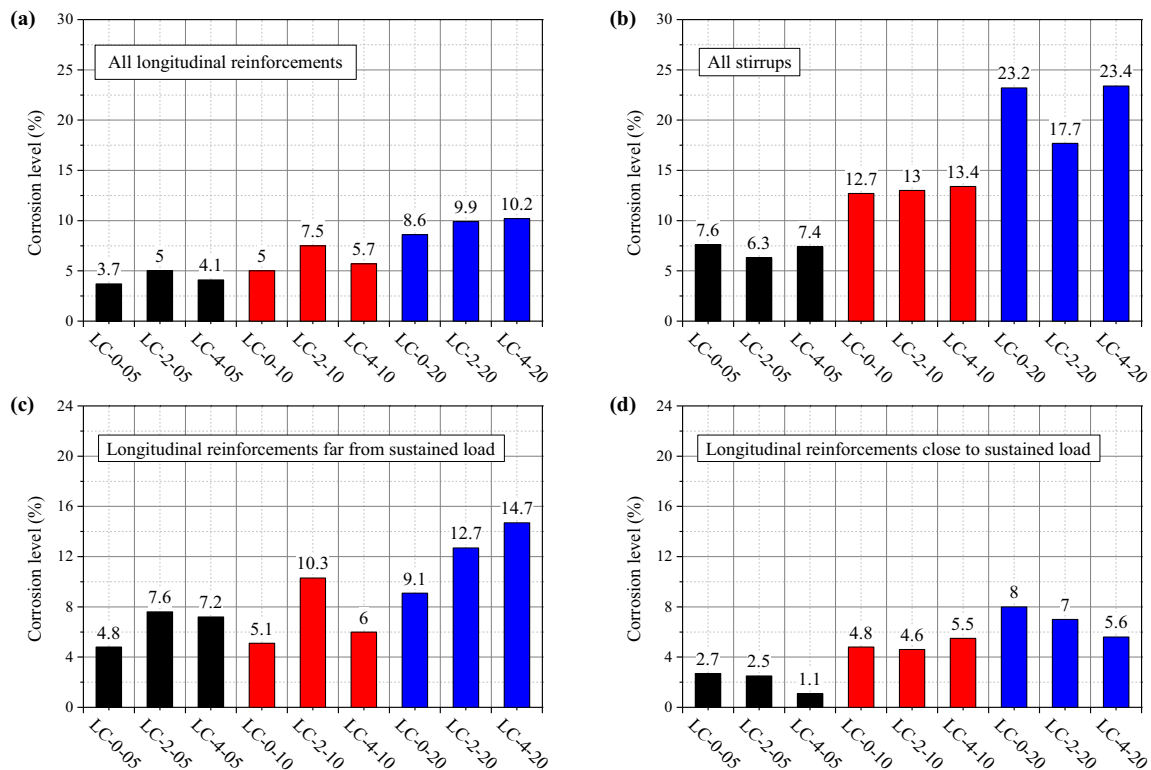 (a)
All longitudinal reinforcements
Corrosion level (%)
30
25
20
15
10
5
0
3.7
5
4.1
5
7.5
5.7
8.6
9.9
10.2
LC-0-05
LC-2-05
LC-4-05
LC-0-10
LC-2-10
LC-4-10
LC-0-20
LC-2-20
LC-4-20
(b)
All stirrups
Corrosion level (%)
30
25
20
15
10
5
0
7.6
6.3
7.4
12.7
13
13.4
23.2
17.7
23.4
LC-0-05
LC-2-05
LC-4-05
LC-0-10
LC-2-10
LC-4-10
LC-0-20
LC-2-20
LC-4-20
(c)
Longitudinal reinforcements far from sustained load
Corrosion level (%)
24
20
16
12
8
4
0
4.8
7.6
7.2
5.1
10.3
6
9.1
12.7
14.7
LC-0-05
LC-2-05
LC-4-05
LC-0-10
LC-2-10
LC-4-10
LC-0-20
LC-2-20
LC-4-20
(d)
Longitudinal reinforcements close to sustained load
Corrosion level (%)
24
20
16
12
8
4
0
2.7
2.5
1.1
4.8
4.6
5.5
8
7
5.6
LC-0-05
LC-2-05
LC-4-05
LC-0-10
LC-2-10
LC-4-10
LC-0-20
LC-2-20
LC-4-20